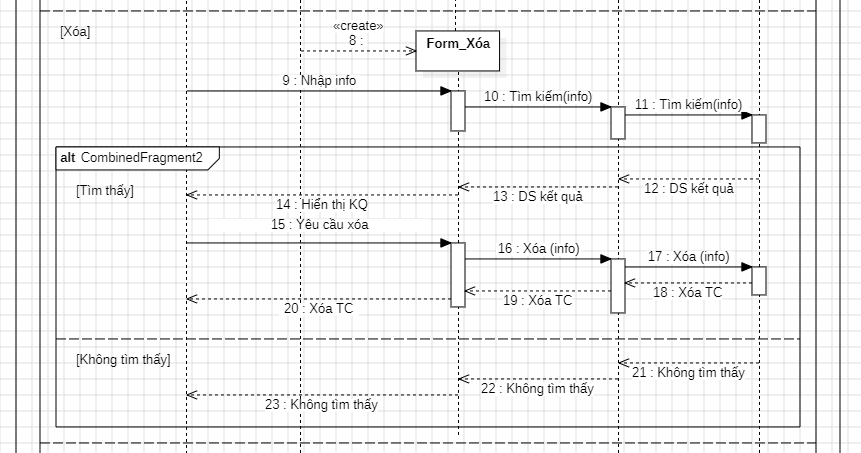 [Xóa]
«create»
8 :
Form_Xóa
9 : Nhập info
10 : Tìm kiếm(info)
11 : Tìm kiếm(info)
alt CombinedFragment2
[Tìm thấy]
12 : DS kết quả
13 : DS kết quả
14 : Hiển thị KQ
15 : Yêu cầu xóa
16 : Xóa (info)
17 : Xóa (info)
18 : Xóa TC
19 : Xóa TC
20 : Xóa TC
[Không tìm thấy]
21 : Không tìm thấy
22 : Không tìm thấy
23 : Không tìm thấy